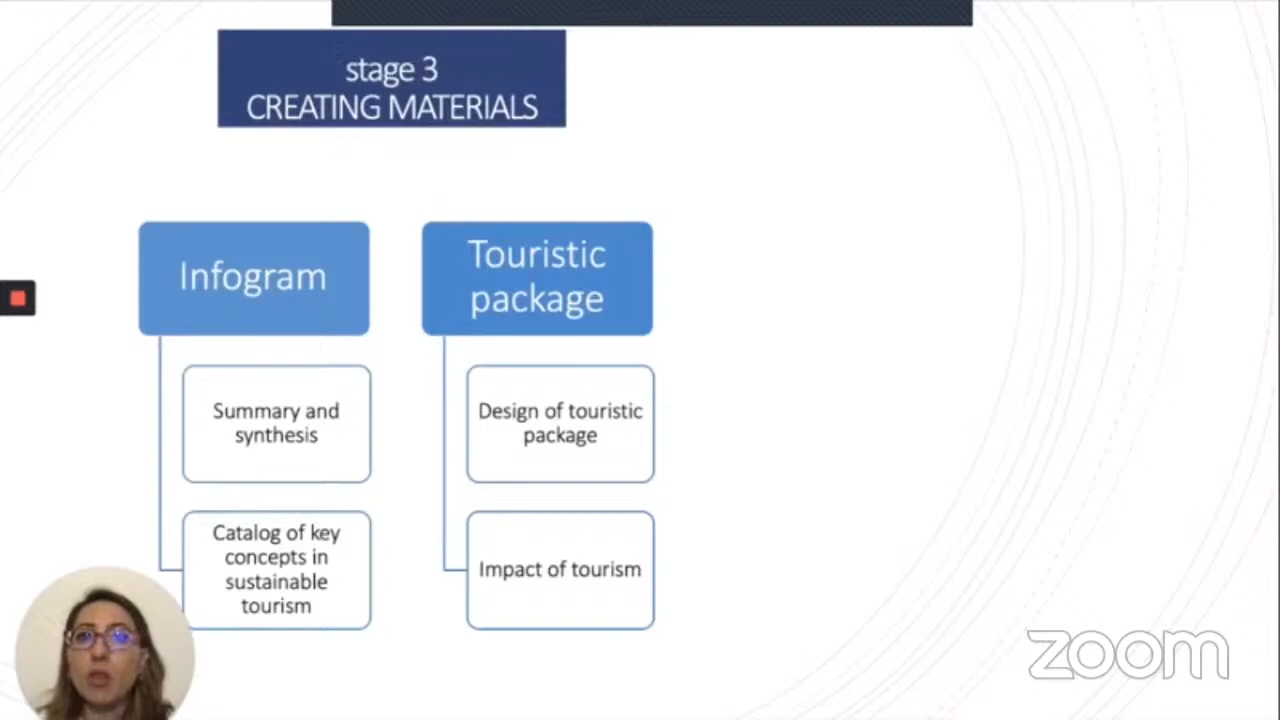 stage 3
CREATING MATERIALS
Infogram
Summary and
synthesis
Catalog of key
concepts in
sustainable
tourism
Touristic
package
Design of touristic
package
Impact of tourism
zoom